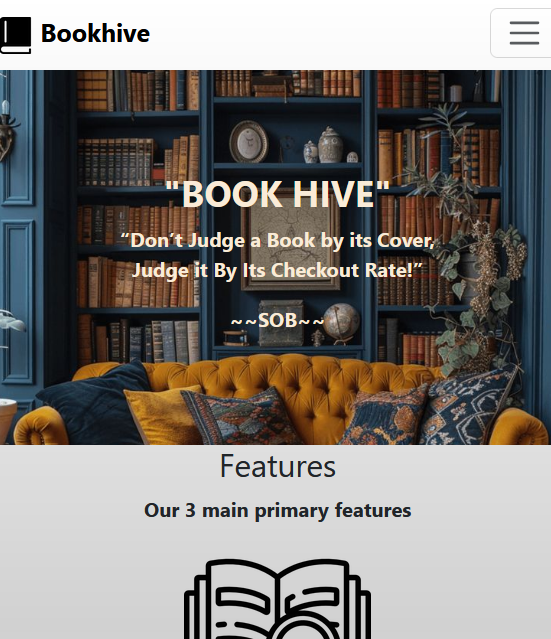 Bookhive
"BOOK HIVE"
“Don’t Judge a Book by its Cover,
Judge it By Its Checkout Rate!”
~~SOB~~
Features
Our 3 main primary features